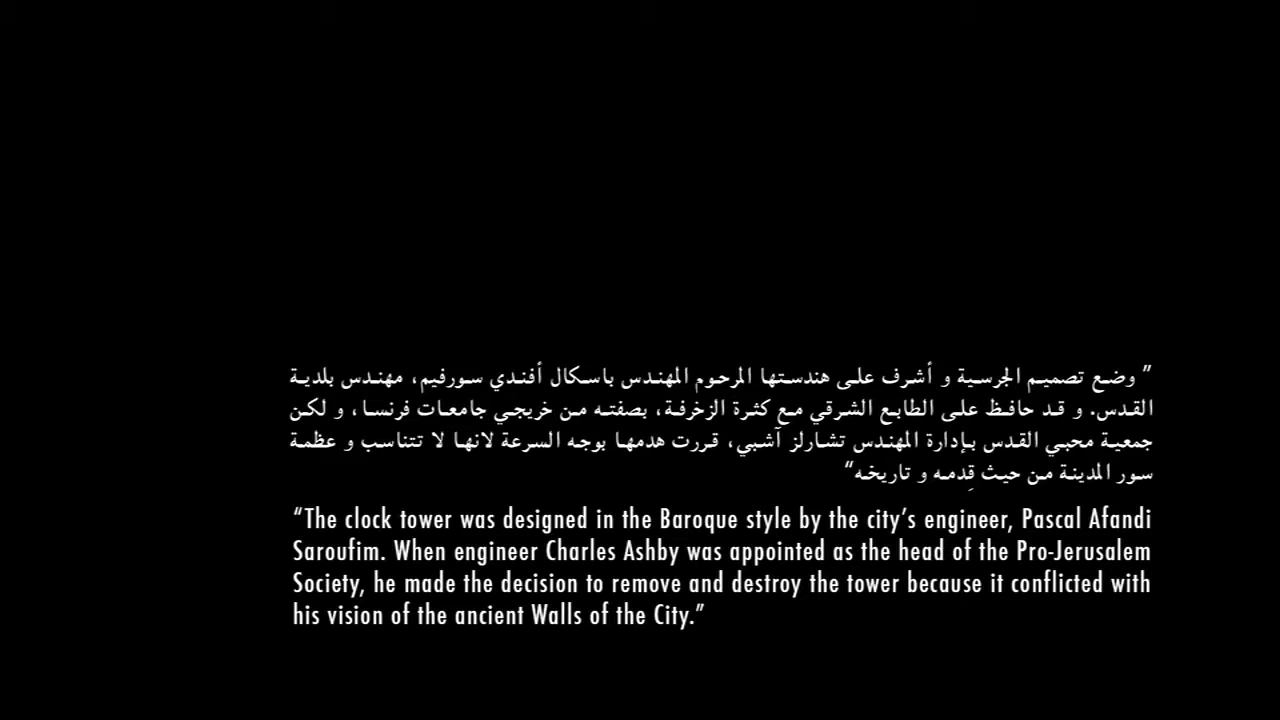 ” وضع تصميم الجرسية و أشرف على هندستها المرحوم المهندس باسكال أفندي سورفيم، مهندس بلدية
القدس. و قد حافظ على الطابع الشرقي مع كثرة الزخرفة، بصفته من خريجي جامعات فرنسا، و لكن
جمعية محبي القدس بإدارة المهندس تشارلز آشبي، قررت هدمها بوجه السرعة لانها لا تتناسب و عظمة
سور المدينة من حيث قِدمه و تاريخه“
“The clock tower was designed in the Baroque style by the city’s engineer, Pascal Afandi
Saroufim. When engineer Charles Ashby was appointed as the head of the Pro-Jerusalem
Society, he made the decision to remove and destroy the tower because it conflicted with
his vision of the ancient Walls of the City.”